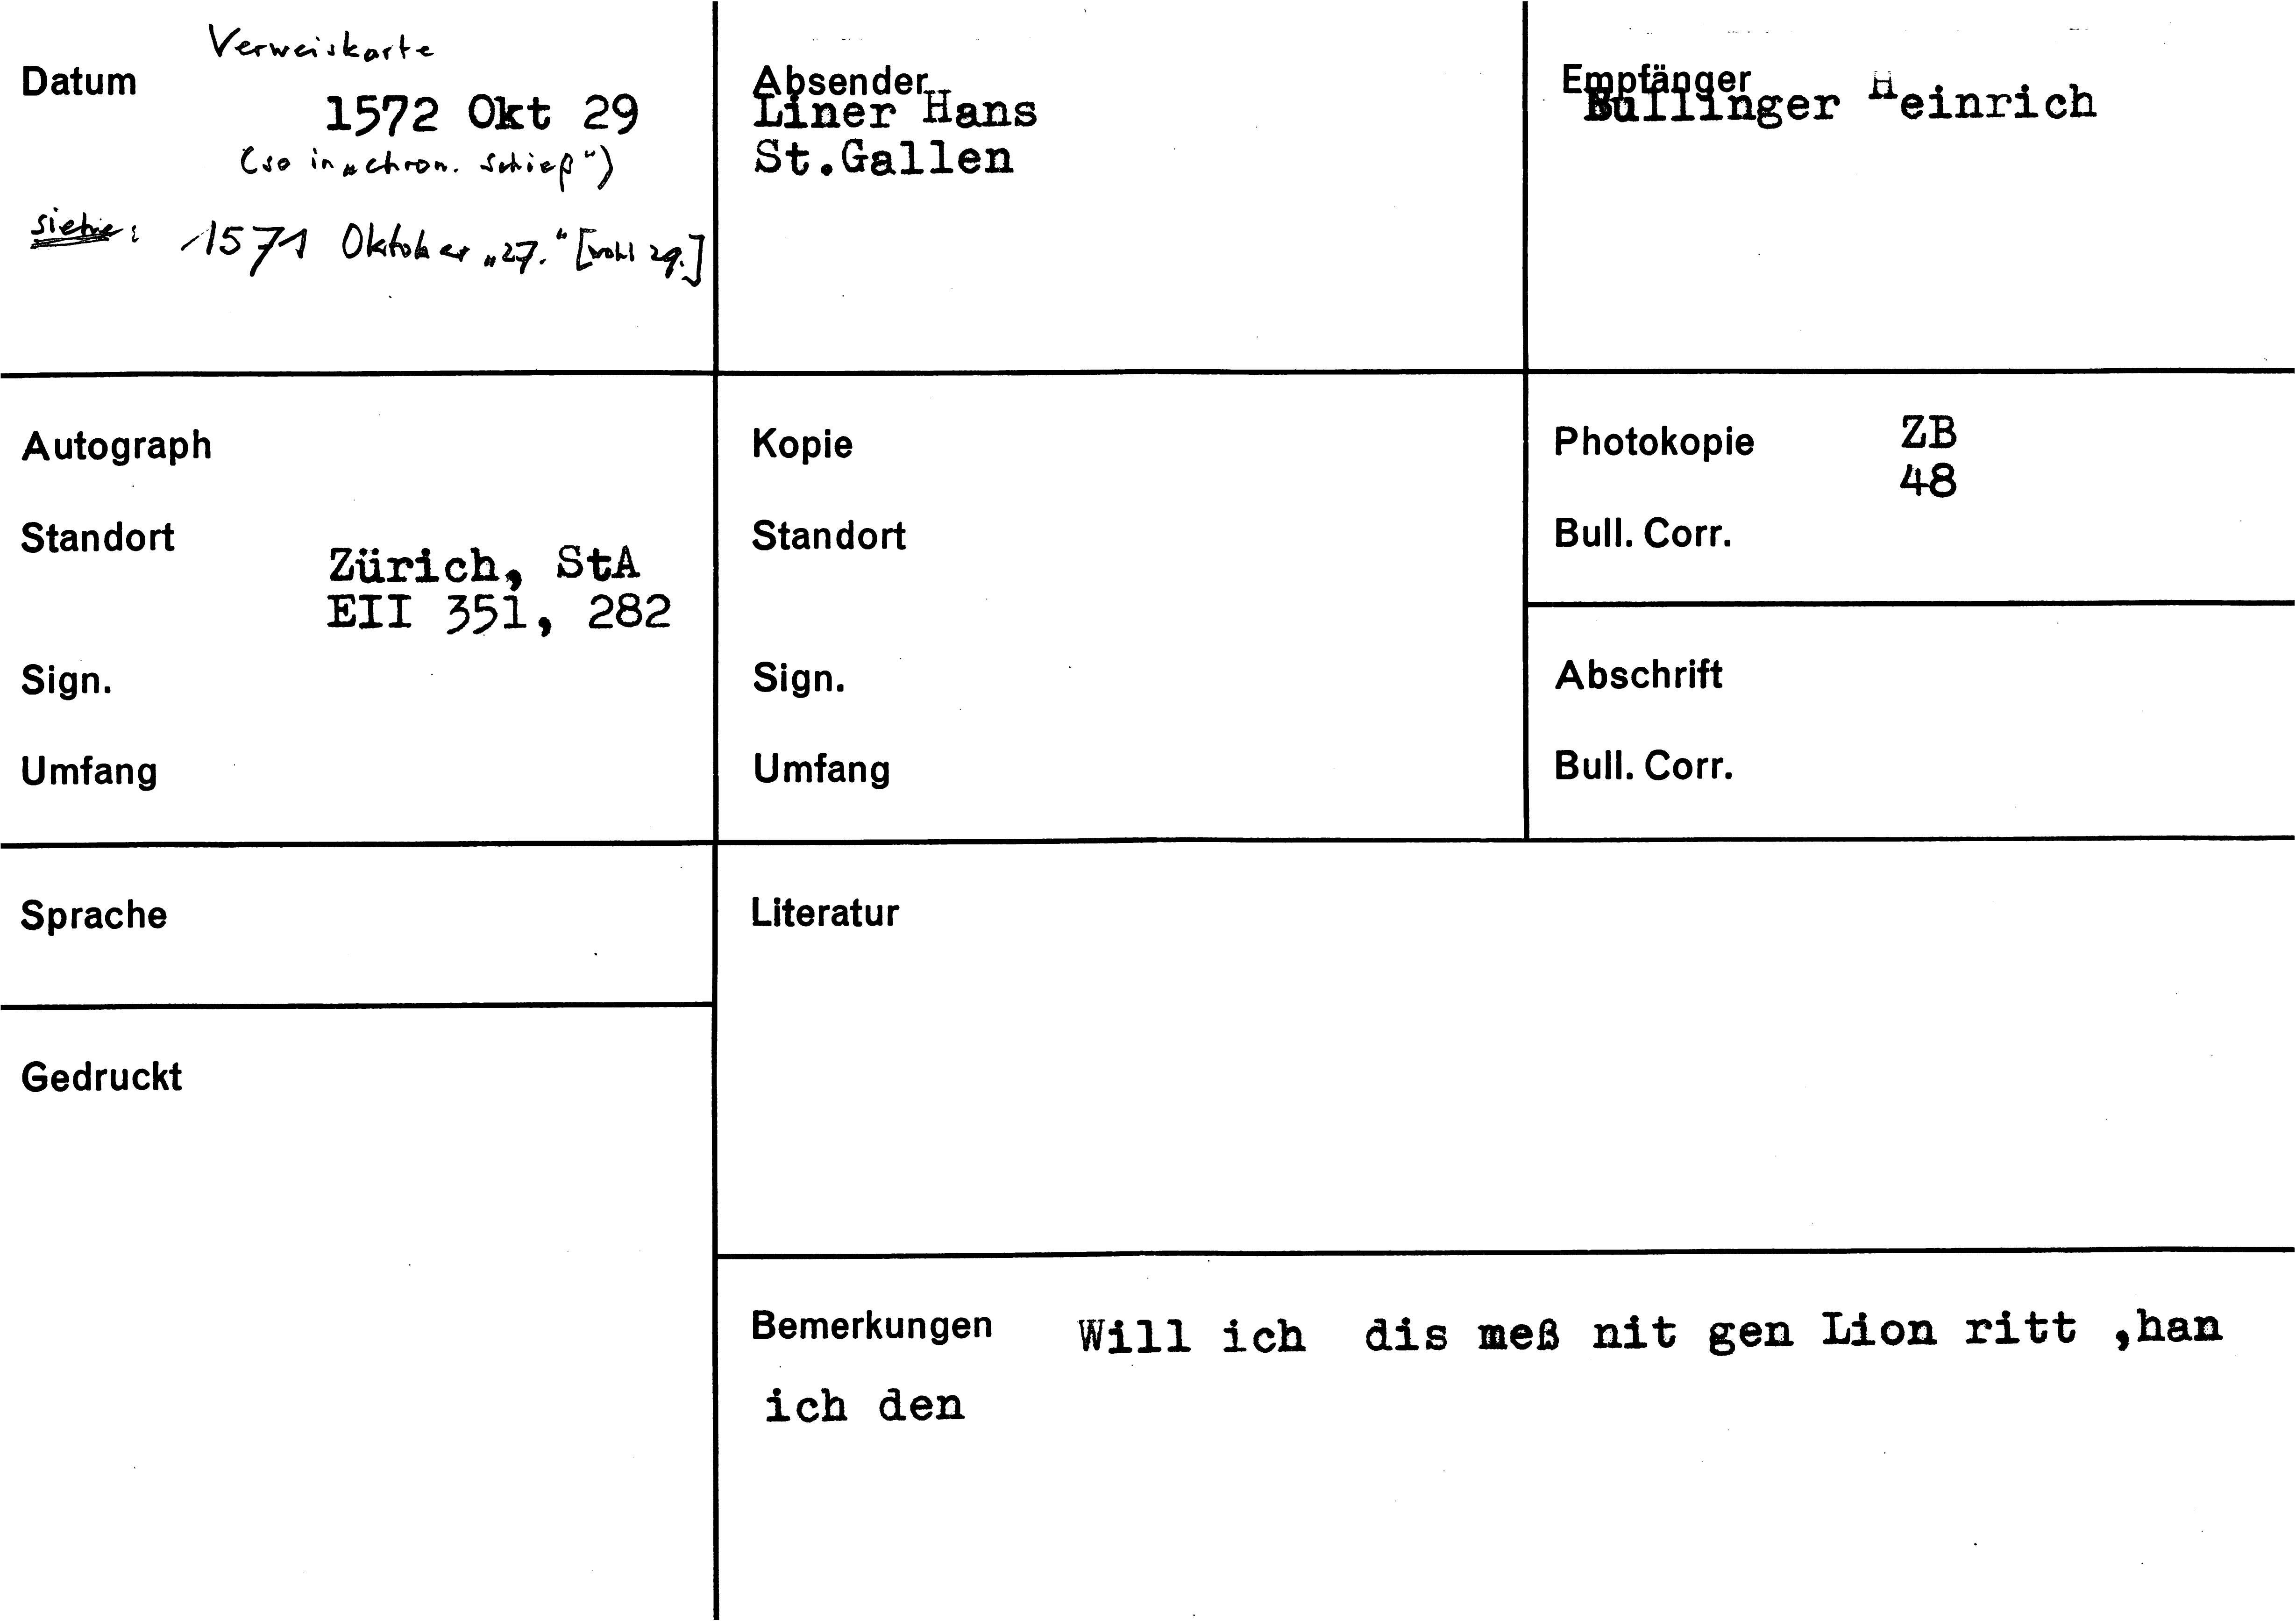 Verweiskarte
Datum
1572 Okt 29
(so in „chron. Schieß“)
siehe: 1571 Oktober „27.“ [wohl 29.]
Absender
Liner Hans
St.Gallen
Empfänger
Bullinger Heinrich
Autograph
Standort
Zürich, StA
EII 351, 282
Sign.
Umfang
Kopie
Standort
Sign.
Umfang
Photokopie ZB
48
Bull. Corr.
Abschrift
Bull. Corr.
Sprache
Gedruckt
Literatur
Bemerkungen Will ich dis meß nit gen Lion ritt ,han
ich den